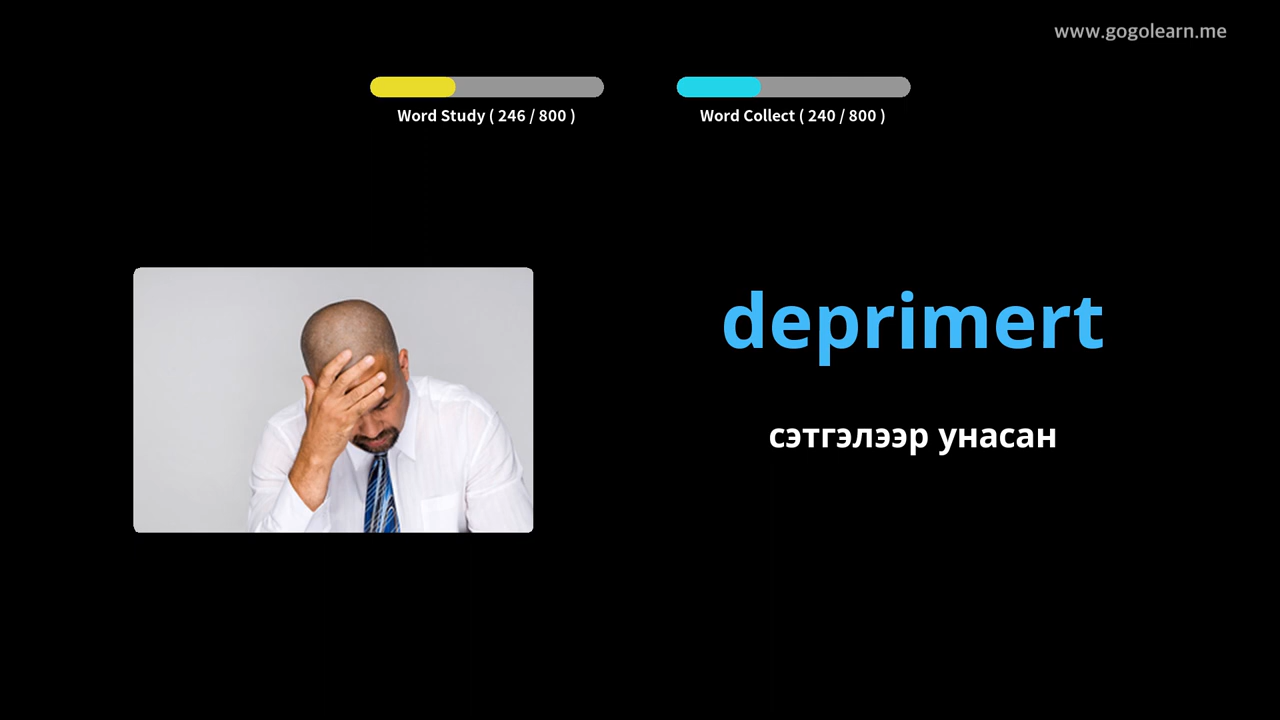 www.gogolearn.me
Word Study ( 246 / 800 )
Word Collect ( 240 / 800 )
deprimert
сэтгэлээр унасан